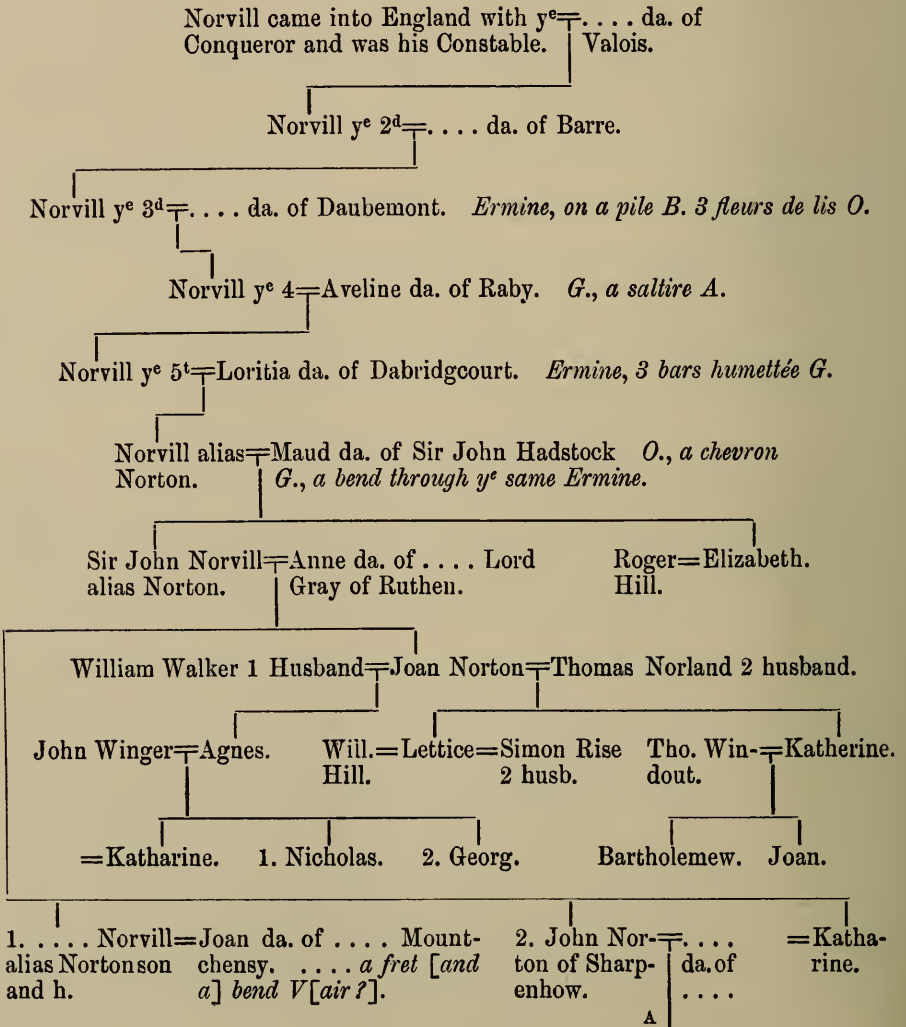 Norvill came into England with yᵉ=. . . . da. of
Conqueror and was his Constable. Valois.
Norvill yᵉ 2ᵈ=. . . . da. of Barre.
Norvill yᵉ 3ᵈ=. . . . da. of Daubemont. Ermine, on a pile B. 3 fleurs de lis O.
Norvill yᵉ 4=Aveline da. of Raby. G., a saltire A.
Norvill yᵉ 5ᵗ=Loritia da. of Dabridgcourt. Ermine, 3 bars humettée G.
Norvill alias=Maud da. of Sir John Hadstock O., a chevron
Norton. G., a bend through yᵉ same Ermine.
Sir John Norvill=Anne da. of . . . . Lord Roger=Elizabeth.
alias Norton. Gray of Ruthen. Hill.
William Walker 1 Husband=Joan Norton=Thomas Norland 2 husband.
John Winger=Agnes. Will.=Lettice=Simon Rise Tho. Win-=Katherine.
Hill. 2 husb. dout.
=Katharine. 1. Nicholas. 2. Georg. Bartholemew. Joan.
1. . . . . Norvill=Joan da. of . . . . Mount- 2. John Nor-=. . . . =Katha-
alias Norton son chensy. . . . . a fret [and ton of Sharp- da. of rine.
and h. a] bend V[air?]. enhow. . . . .
A